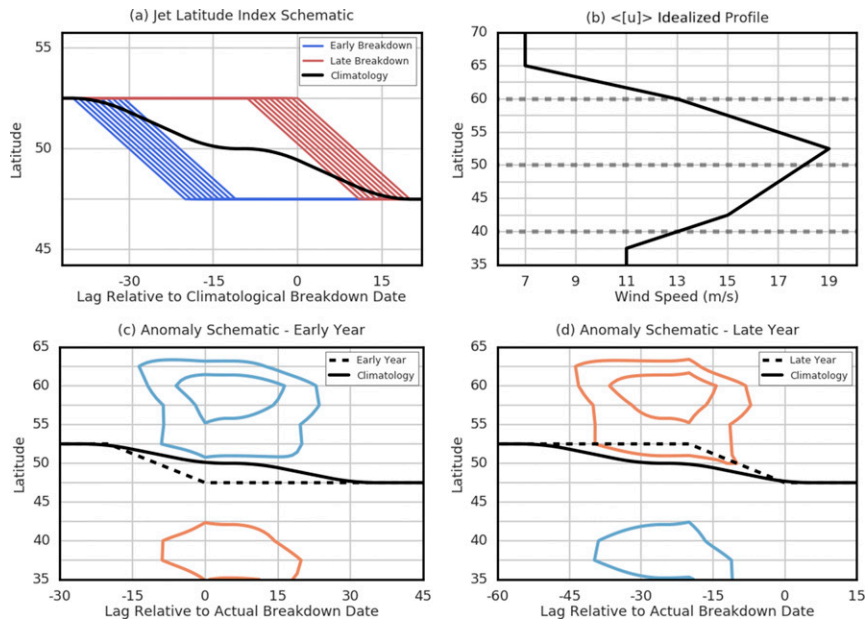 (a) Jet Latitude Index Schematic
55
50
45
Latitude
-30
-15
0
15
Lag Relative to Climatological Breakdown Date
Early Breakdown
Late Breakdown
Climatology
(b) <[u]> Idealized Profile
70
65
60
55
50
45
40
35
Latitude
7
9
11
13
15
17
19
Wind Speed (m/s)
(c) Anomaly Schematic - Early Year
65
60
55
50
45
40
35
Latitude
-30
-15
0
15
30
45
Lag Relative to Actual Breakdown Date
Early Year
Climatology
(d) Anomaly Schematic - Late Year
65
60
55
50
45
40
35
Latitude
-60
-45
-30
-15
0
15
Lag Relative to Actual Breakdown Date
Late Year
Climatology